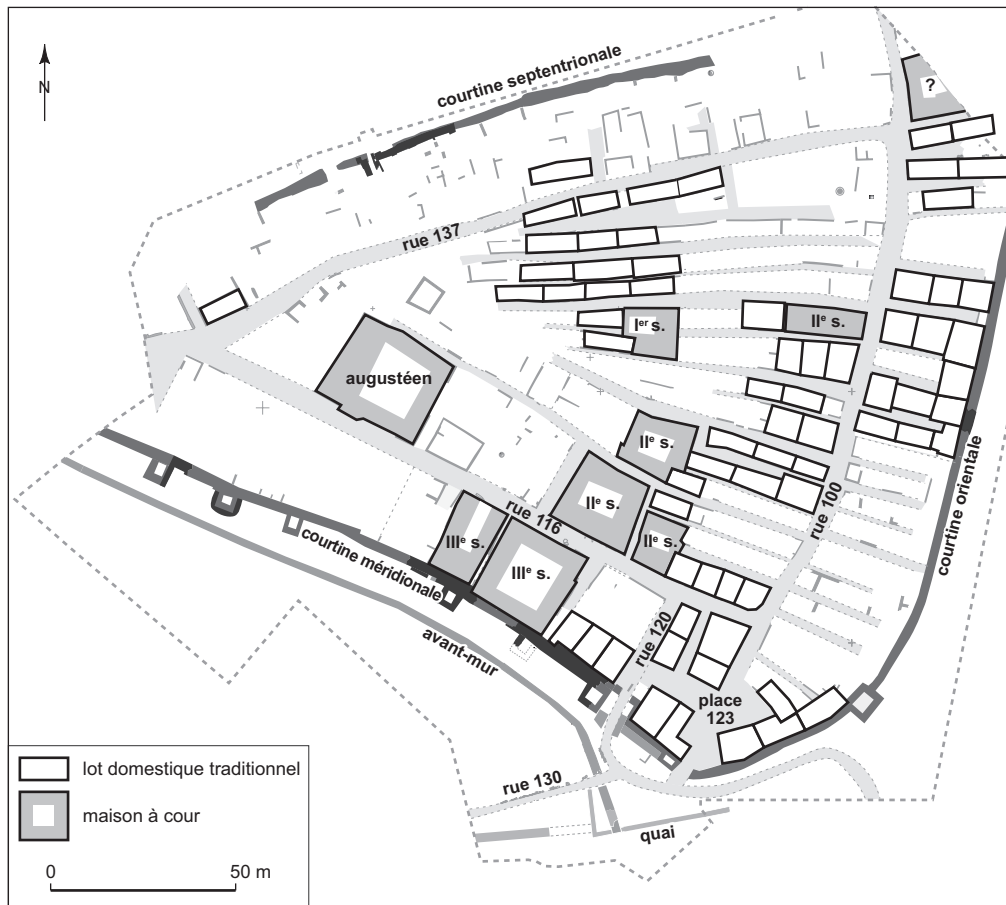 N
courtine septentrionale
?
rue 137
Ier s.
IIe s.
augustéen
IIe s.
rue 100
courtine orientale
IIe s.
rue 116
IIe s.
IIIe s.
IIIe s.
courtine méridionale
avant-mur
rue 120
place
123
rue 130
quai
lot domestique traditionnel
maison à cour
0
50 m